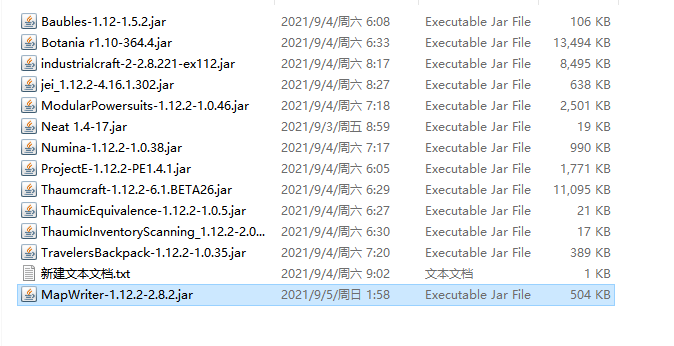 Baubles-1.12-1.5.2.jar 2021/9/4/周六 6:08 Executable Jar File 106 KB
Botania r1.10-364.4.jar 2021/9/4/周六 6:33 Executable Jar File 13,494 KB
industrialcraft-2-2.8.221-ex112.jar 2021/9/4/周六 8:17 Executable Jar File 8,495 KB
jei_1.12.2-4.16.1.302.jar 2021/9/4/周六 8:27 Executable Jar File 638 KB
ModularPowersuits-1.12.2-1.0.46.jar 2021/9/4/周六 7:18 Executable Jar File 2,501 KB
Neat 1.4-17.jar 2021/9/3/周五 8:59 Executable Jar File 19 KB
Numina-1.12.2-1.0.38.jar 2021/9/4/周六 7:17 Executable Jar File 990 KB
ProjectE-1.12.2-PE1.4.1.jar 2021/9/4/周六 6:05 Executable Jar File 1,771 KB
Thaumcraft-1.12.2-6.1.BETA26.jar 2021/9/4/周六 6:29 Executable Jar File 11,095 KB
ThaumicEquivalence-1.12.2-1.0.5.jar 2021/9/4/周六 6:27 Executable Jar File 21 KB
ThaumicInventoryScanning_1.12.2-2.0... 2021/9/4/周六 6:30 Executable Jar File 17 KB
TravelersBackpack-1.12.2-1.0.35.jar 2021/9/4/周六 7:20 Executable Jar File 389 KB
新建文本文档.txt 2021/9/4/周六 9:02 文本文档 1 KB
MapWriter-1.12.2-2.8.2.jar 2021/9/5/周日 1:58 Executable Jar File 504 KB